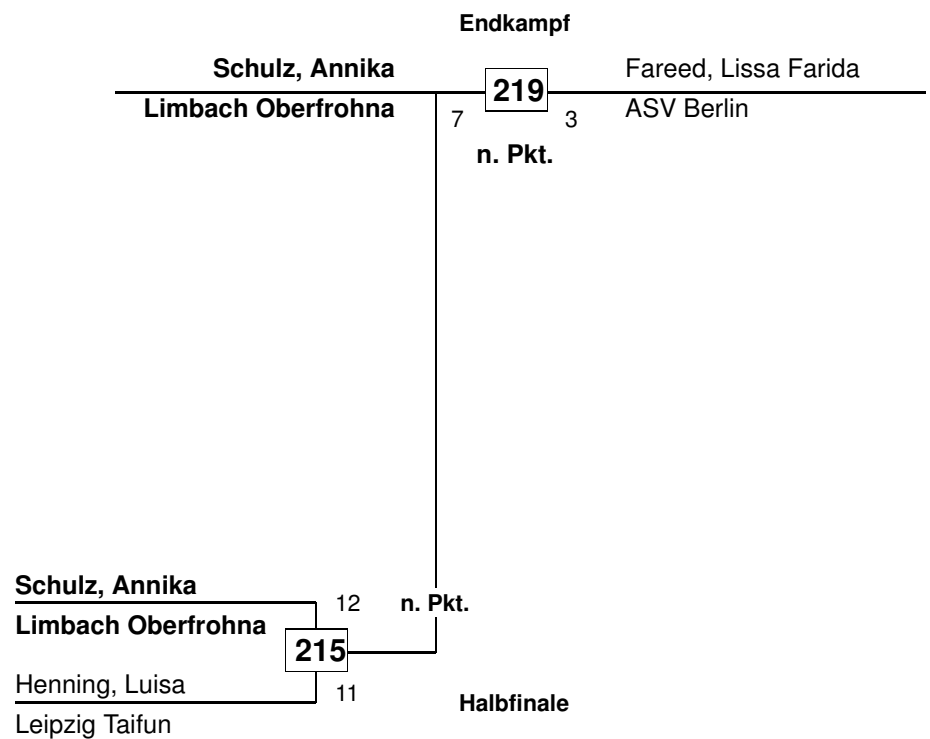 Endkampf
Schulz, Annika
Limbach Oberfrohna
7
219
3
Fareed, Lissa Farida
ASV Berlin
n. Pkt.
Schulz, Annika
Limbach Oberfrohna
12
n. Pkt.
215
Henning, Luisa
Leipzig Taifun
11
Halbfinale